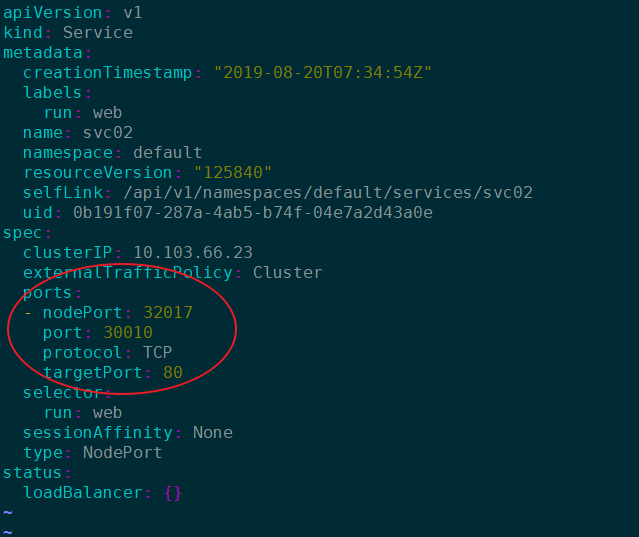 apiVersion: v1
kind: Service
metadata:
  creationTimestamp: "2019-08-20T07:34:54Z"
  labels:
    run: web
  name: svc02
  namespace: default
  resourceVersion: "125840"
  selfLink: /api/v1/namespaces/default/services/svc02
  uid: 0b191f07-287a-4ab5-b74f-04e7a2d43a0e
spec:
  clusterIP: 10.103.66.23
  externalTrafficPolicy: Cluster
  ports:
  - nodePort: 32017
    port: 30010
    protocol: TCP
    targetPort: 80
  selector:
    run: web
  sessionAffinity: None
  type: NodePort
status:
  loadBalancer: {}
~
~